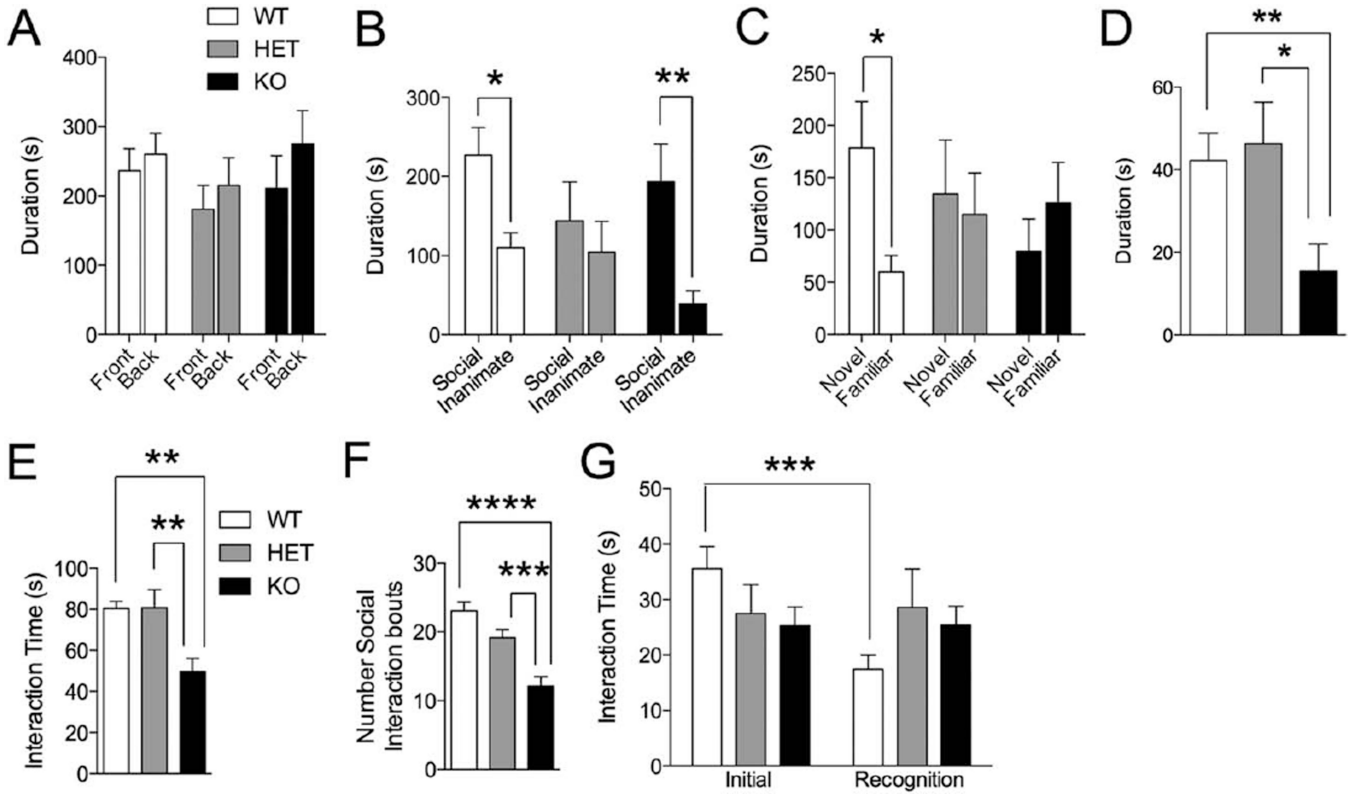 A
WT
HET
KO
Duration (s)
400
300
200
100
0
Front
Back
Front
Back
Front
Back
B
*
**
Duration (s)
300
200
100
0
Social
Inanimate
Social
Inanimate
Social
Inanimate
C
*
Duration (s)
250
200
150
100
50
0
Novel
Familiar
Novel
Familiar
Novel
Familiar
D
**
*
Duration (s)
60
40
20
0
E
**
**
WT
HET
KO
Interaction Time (s)
100
80
60
40
20
0
F
****
***
Number Social
Interaction bouts
30
20
10
0
G
***
Interaction Time (s)
50
40
30
20
10
0
Initial
Recognition